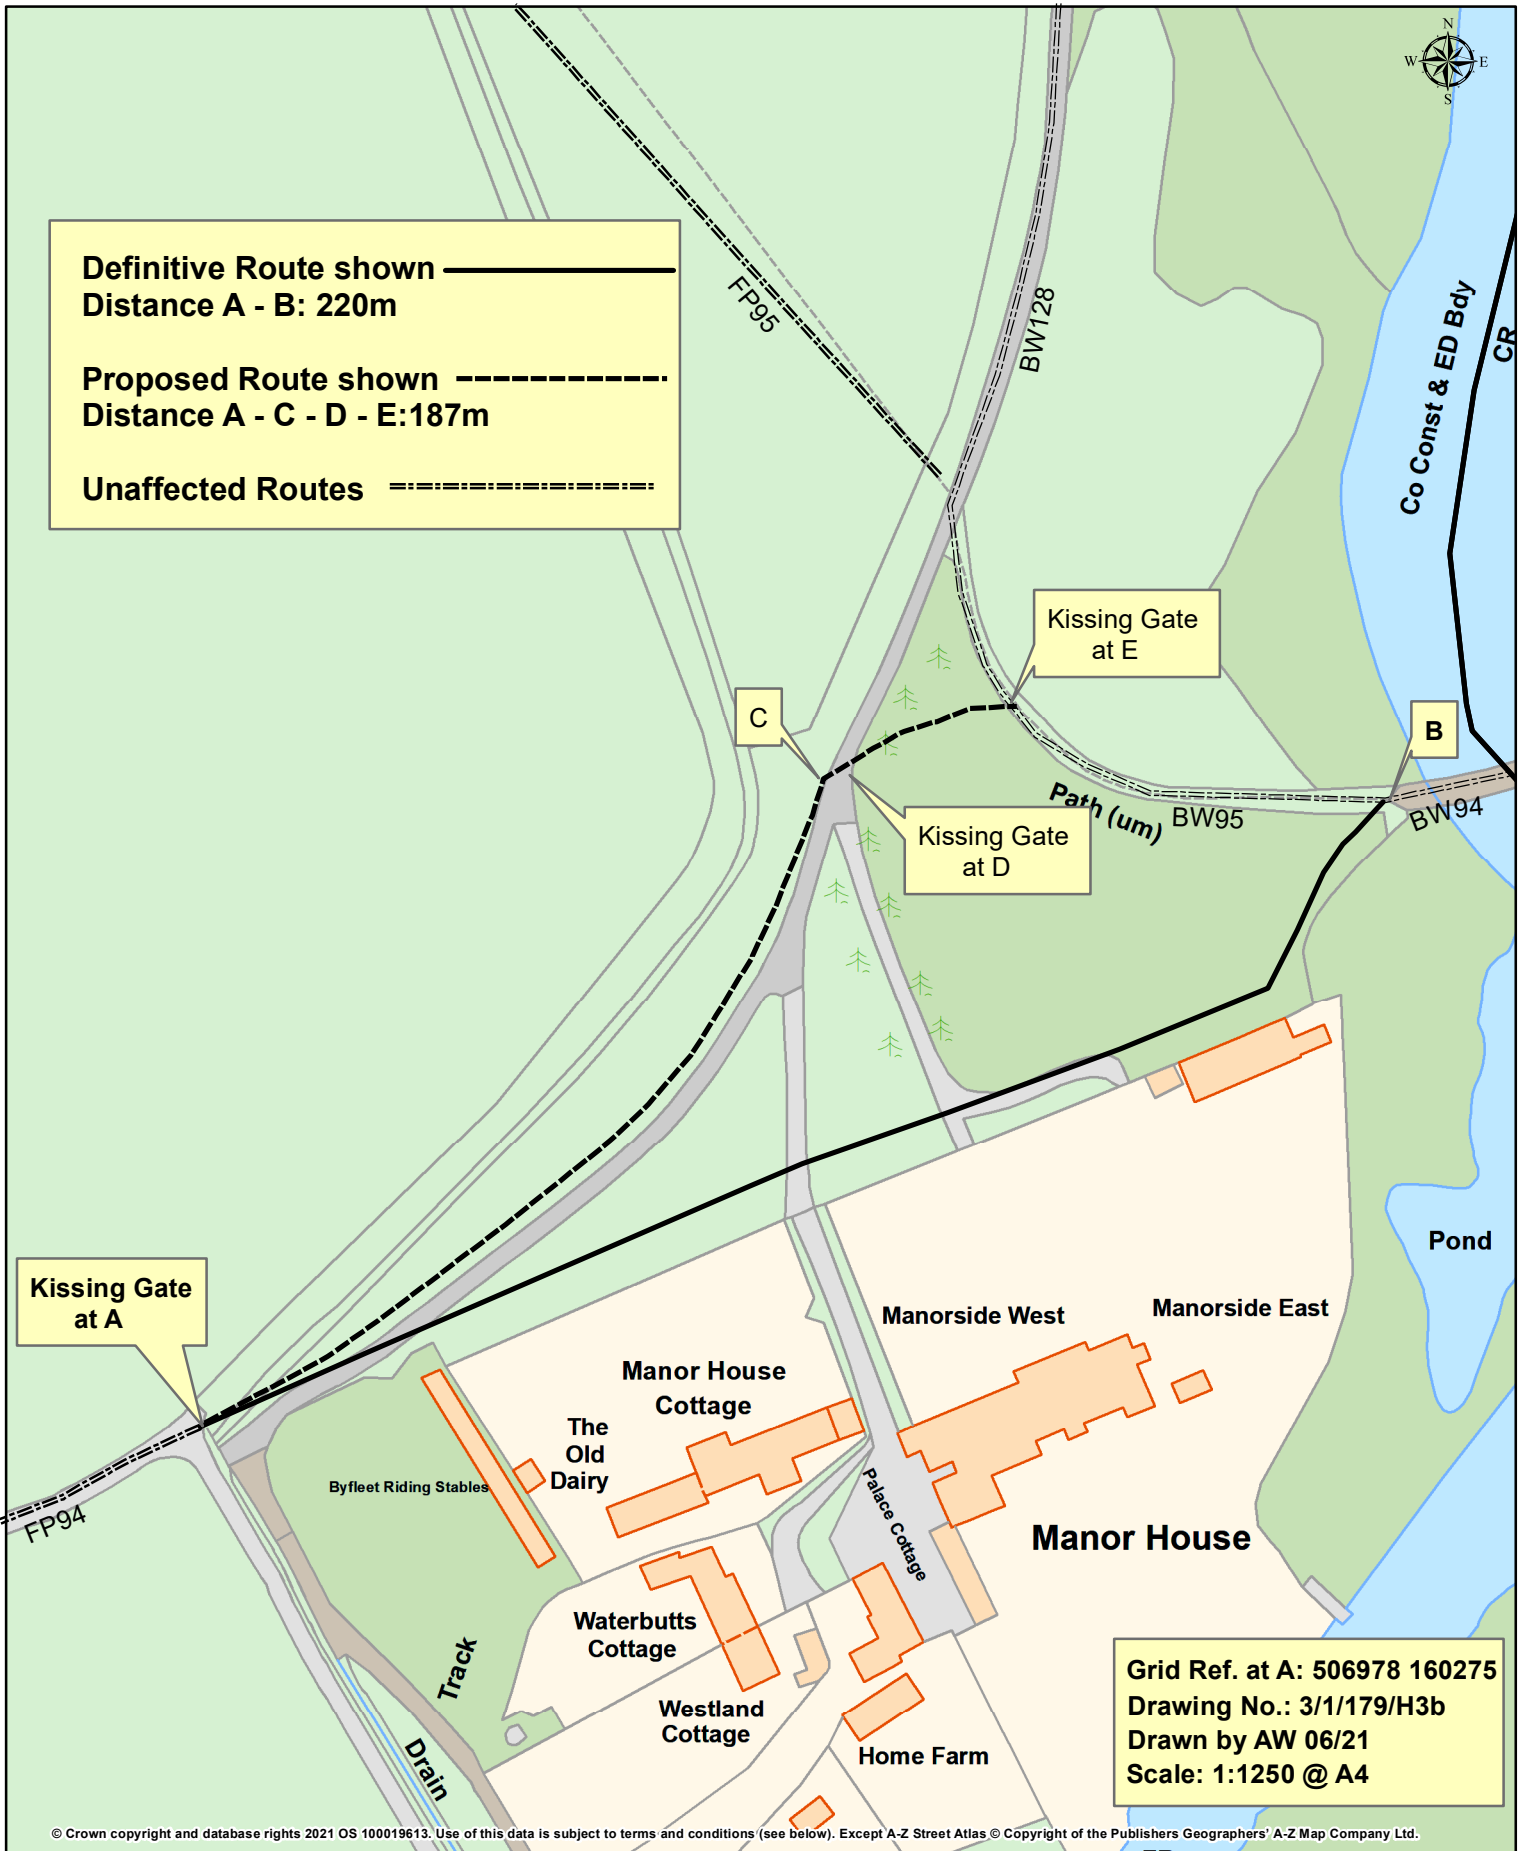 N
W
E
S
Definitive Route shown
Distance A - B: 220m
Proposed Route shown
Distance A - C - D - E:187m
Unaffected Routes
FP95
BW128
Co Const & ED Bdy
CR
Kissing Gate
at E
C
B
Path (um)
BW95
BW94
Kissing Gate
at D
Kissing Gate
at A
FP94
Pond
Manorside West
Manorside East
Manor House
Cottage
The
Old
Dairy
Byfleet Riding Stables
Palace Cottage
Manor House
Waterbutts
Cottage
Track
Westland
Cottage
Drain
Home Farm
Grid Ref. at A: 506978 160275
Drawing No.: 3/1/179/H3b
Drawn by AW 06/21
Scale: 1:1250 @ A4
© Crown copyright and database rights 2021 OS 100019613. Use of this data is subject to terms and conditions (see below). Except A-Z Street Atlas © Copyright of the Publishers Geographers' A-Z Map Company Ltd.